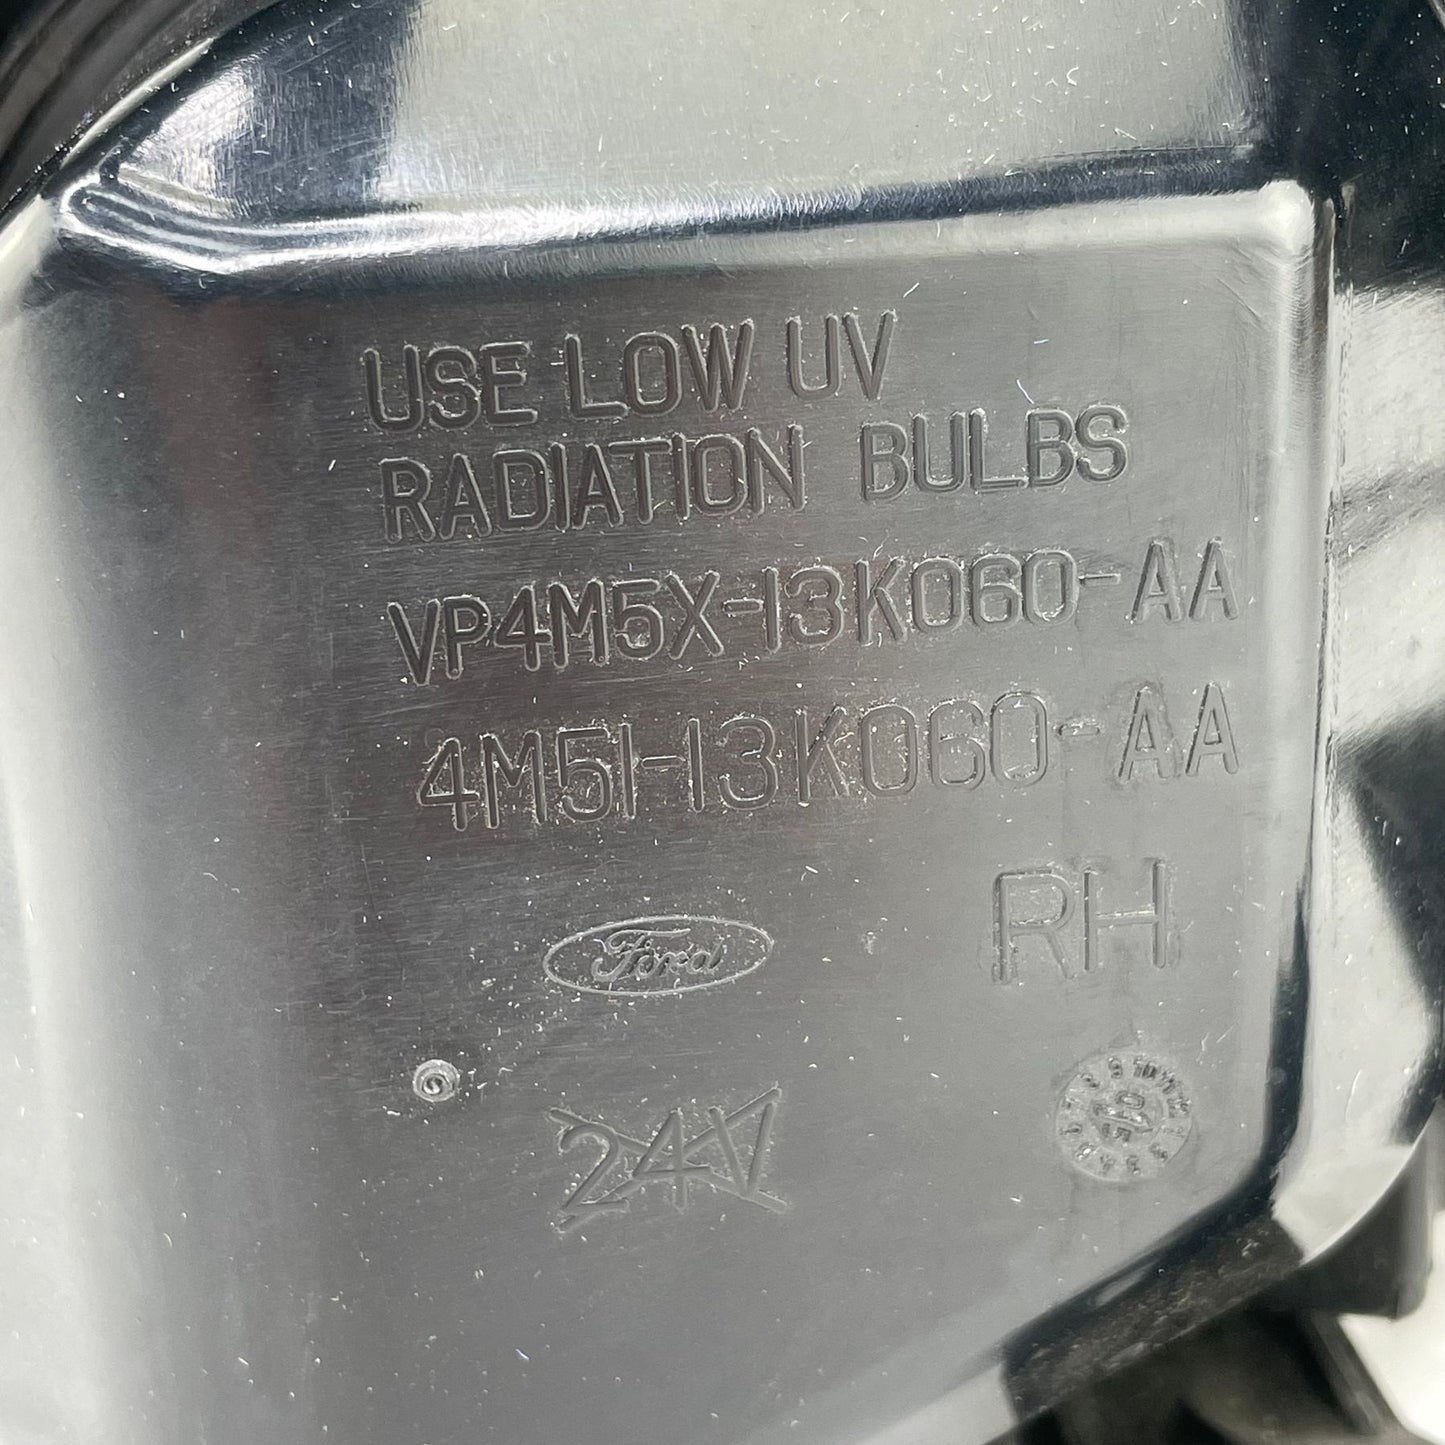 USE LOW UV
RADIATION BULBS
VP4M5X-13K060-AA
4M51-13K060-AA
Ford
RH
24V